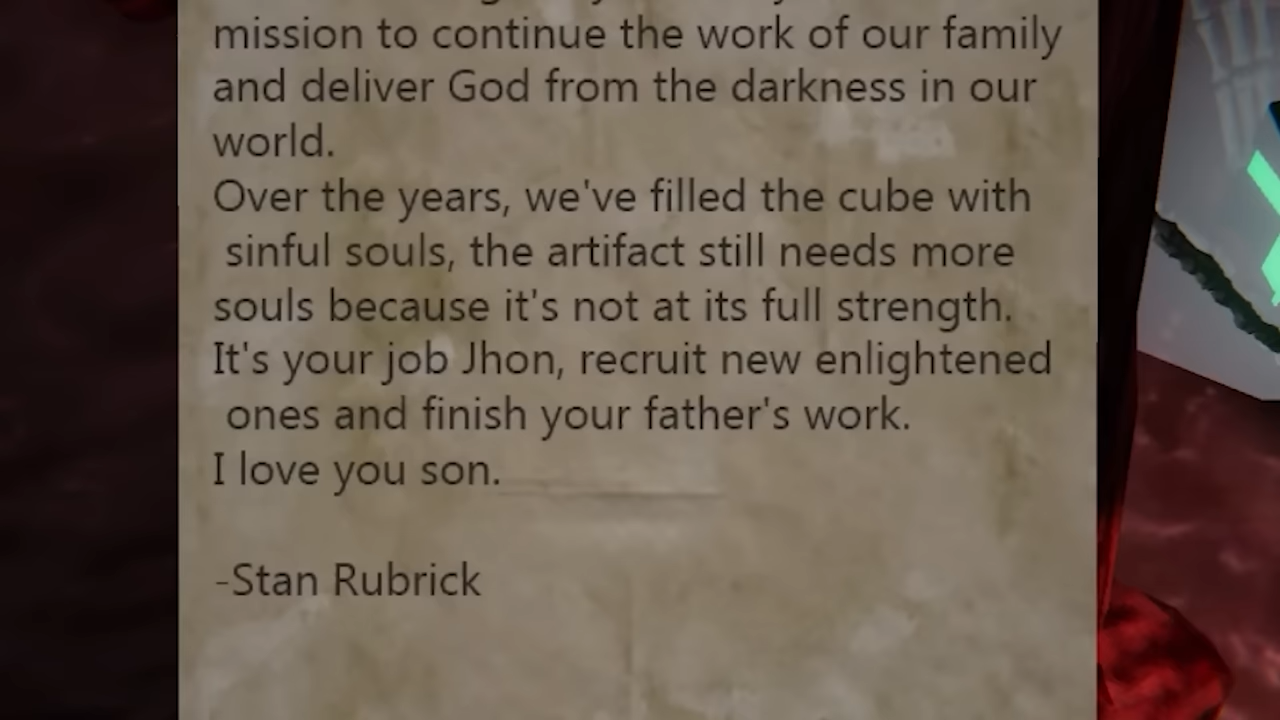 mission to continue the work of our family
and deliver God from the darkness in our
world.
Over the years, we've filled the cube with
sinful souls, the artifact still needs more
souls because it's not at its full strength.
It's your job Jhon, recruit new enlightened
ones and finish your father's work.
I love you son.
-Stan Rubrick